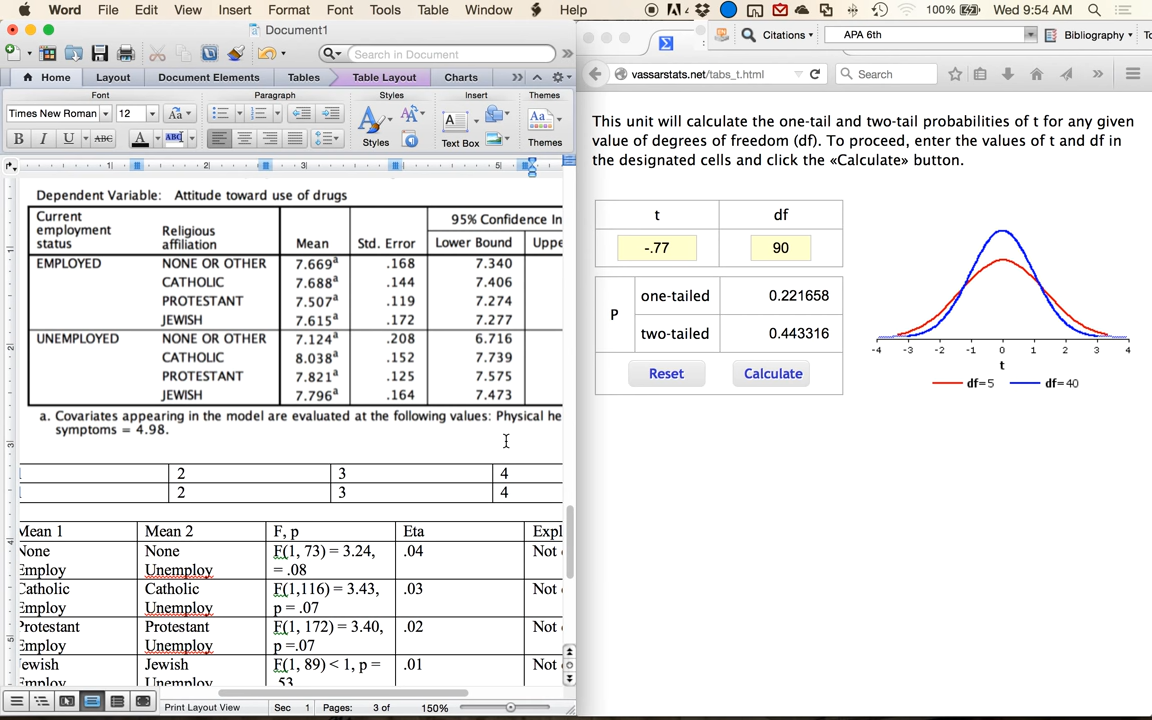 Word File Edit View Insert Format Font Tools Table Window Help 100% Wed 9:54 AM
Document1
Search in Document
Home Layout Document Elements Tables Table Layout Charts
Font Paragraph Styles Insert Themes
Times New Roman 12 Aa
B I U ABC A ABC Styles Text Box Themes
Dependent Variable: Attitude toward use of drugs
Current employment status Religious affiliation Mean Std. Error 95% Confidence In
Lower Bound Uppe
EMPLOYED NONE OR OTHER 7.669a .168 7.340
CATHOLIC 7.688a .144 7.406
PROTESTANT 7.507a .119 7.274
JEWISH 7.615a .172 7.277
UNEMPLOYED NONE OR OTHER 7.124a .208 6.716
CATHOLIC 8.038a .152 7.739
PROTESTANT 7.821a .125 7.575
JEWISH 7.796a .164 7.473
a. Covariates appearing in the model are evaluated at the following values: Physical he
symptoms = 4.98.
2 3 4
2 3 4
Mean 1 Mean 2 F, p Eta Expl
None Employ None Unemploy F(1, 73) = 3.24, = .08 .04 Not
Catholic Employ Catholic Unemploy F(1,116) = 3.43, p = .07 .03 Not
Protestant Employ Protestant Unemploy F(1, 172) = 3.40, p =.07 .02 Not
Jewish Jewish F(1, 89) < 1, p = .01 Not
Print Layout View Sec 1 Pages: 3 of 4 150%
Citations APA 6th Bibliography
vassarstats.net/tabs_t.html Search
This unit will calculate the one-tail and two-tail probabilities of t for any given
value of degrees of freedom (df). To proceed, enter the values of t and df in
the designated cells and click the «Calculate» button.
t df
-.77 90
P
one-tailed 0.221658
two-tailed 0.443316
Reset Calculate
-4 -3 -2 -1 0 1 2 3 4
t
df=5 df=40